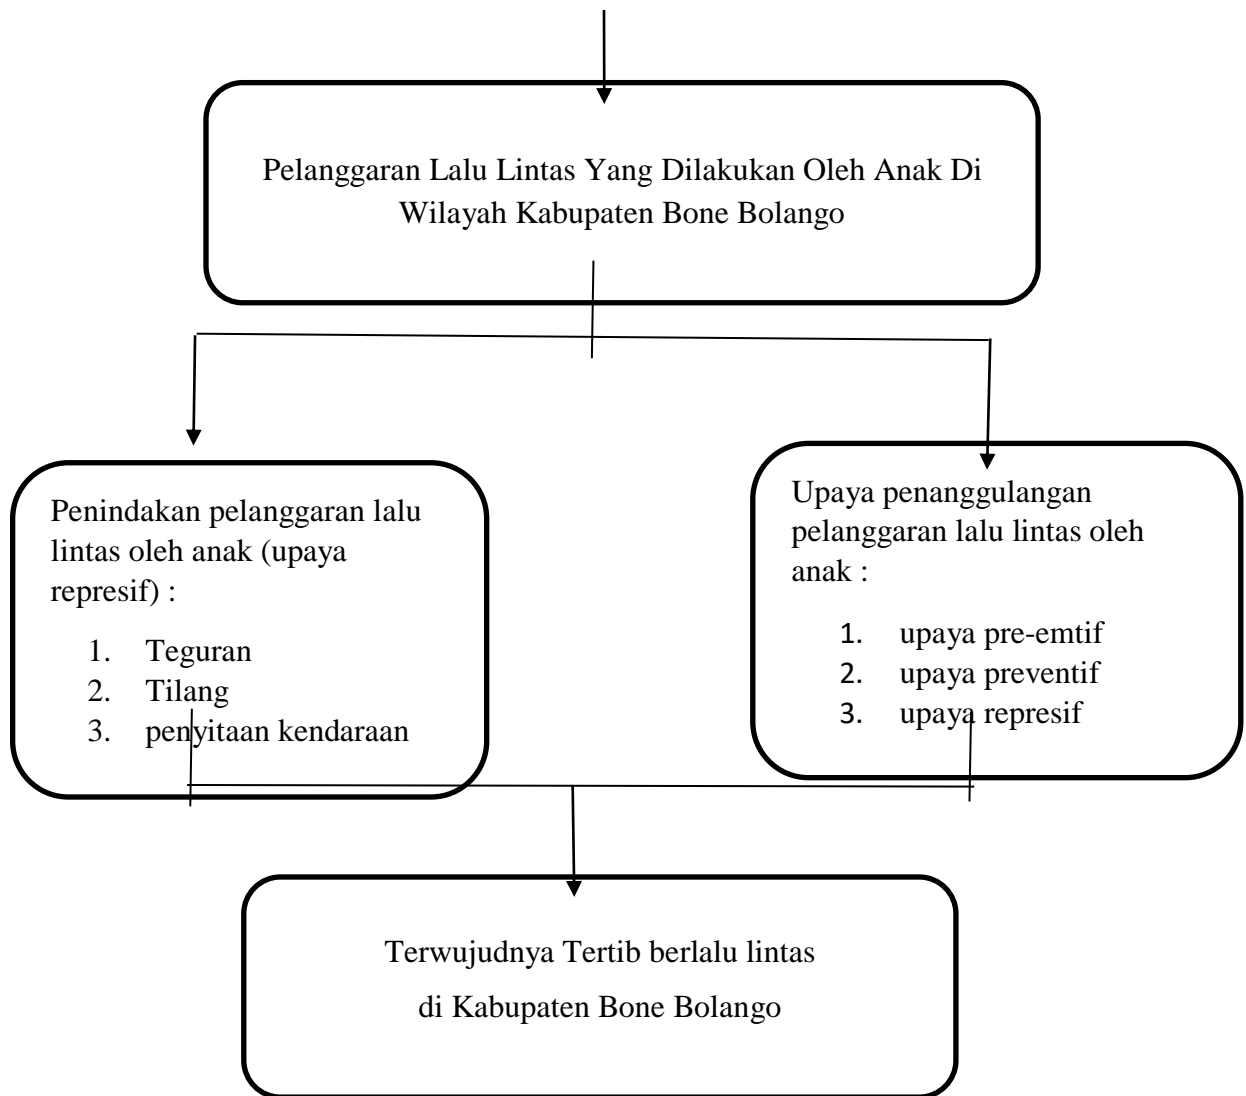 Pelanggaran Lalu Lintas Yang Dilakukan Oleh Anak Di
Wilayah Kabupaten Bone Bolango
Penindakan pelanggaran lalu
lintas oleh anak (upaya
represif) :
1. Teguran
2. Tilang
3. penyitaan kendaraan
Upaya penanggulangan
pelanggaran lalu lintas oleh
anak :
1. upaya pre-emtif
2. upaya preventif
3. upaya represif
Terwujudnya Tertib berlalu lintas
di Kabupaten Bone Bolango